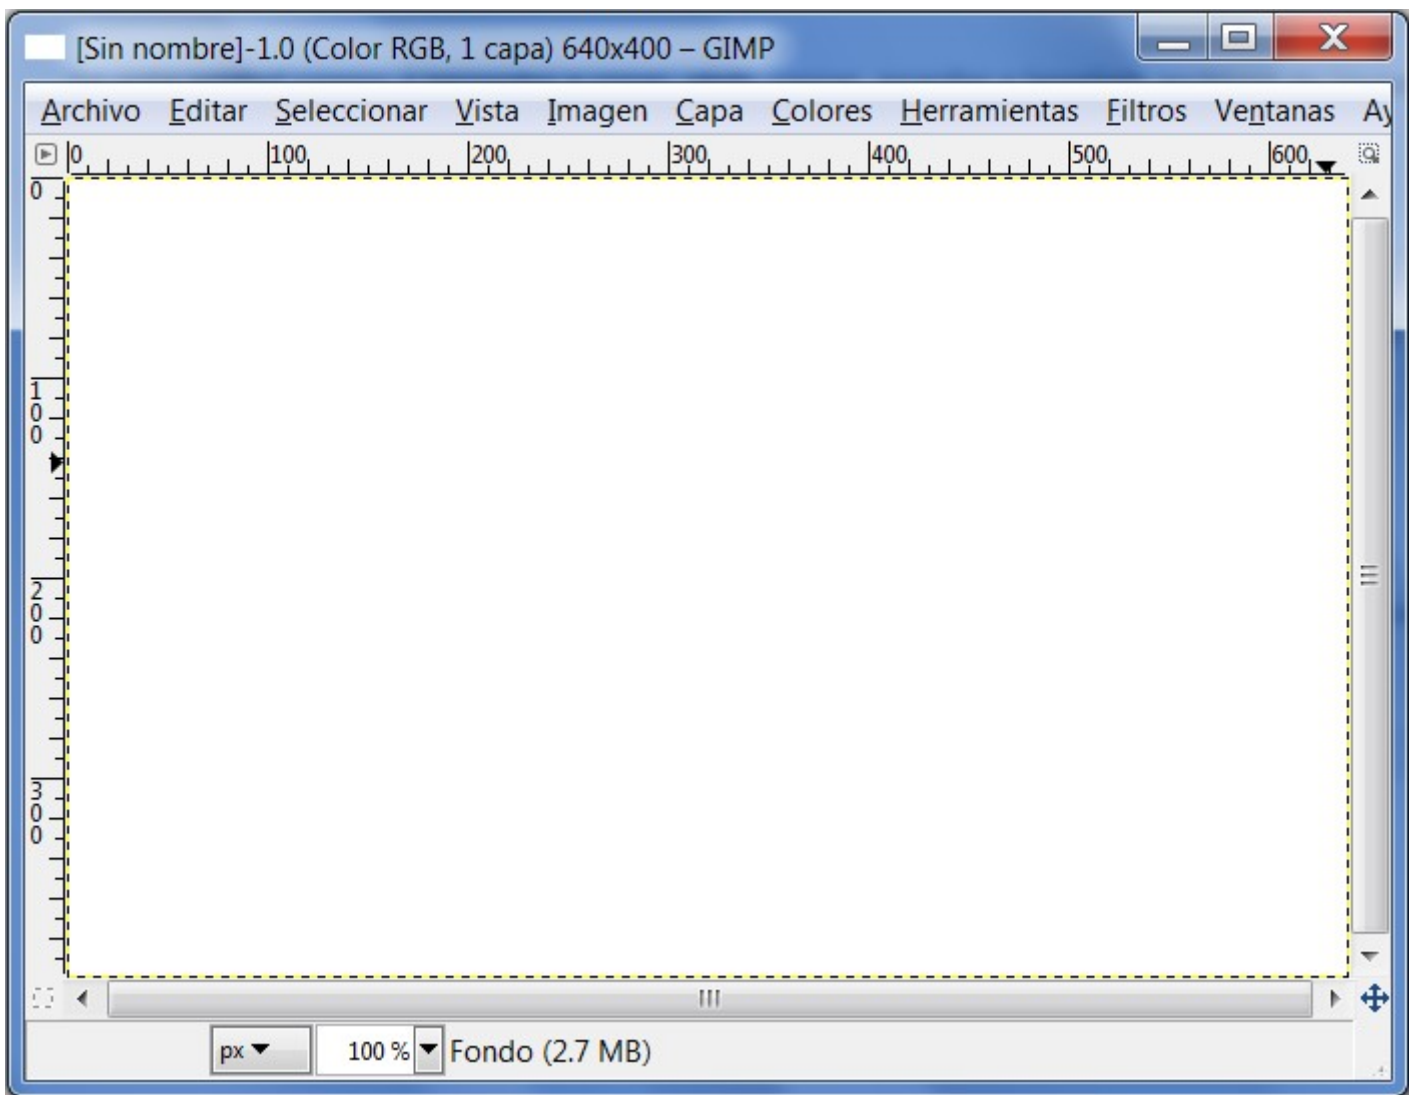 [Sin nombre]-1.0 (Color RGB, 1 capa) 640x400 – GIMP
Archivo Editar Seleccionar Vista Imagen Capa Colores Herramientas Filtros Ventanas Ay
0 100 200 300 400 500 600
0
100
200
300
px 100 % Fondo (2.7 MB)